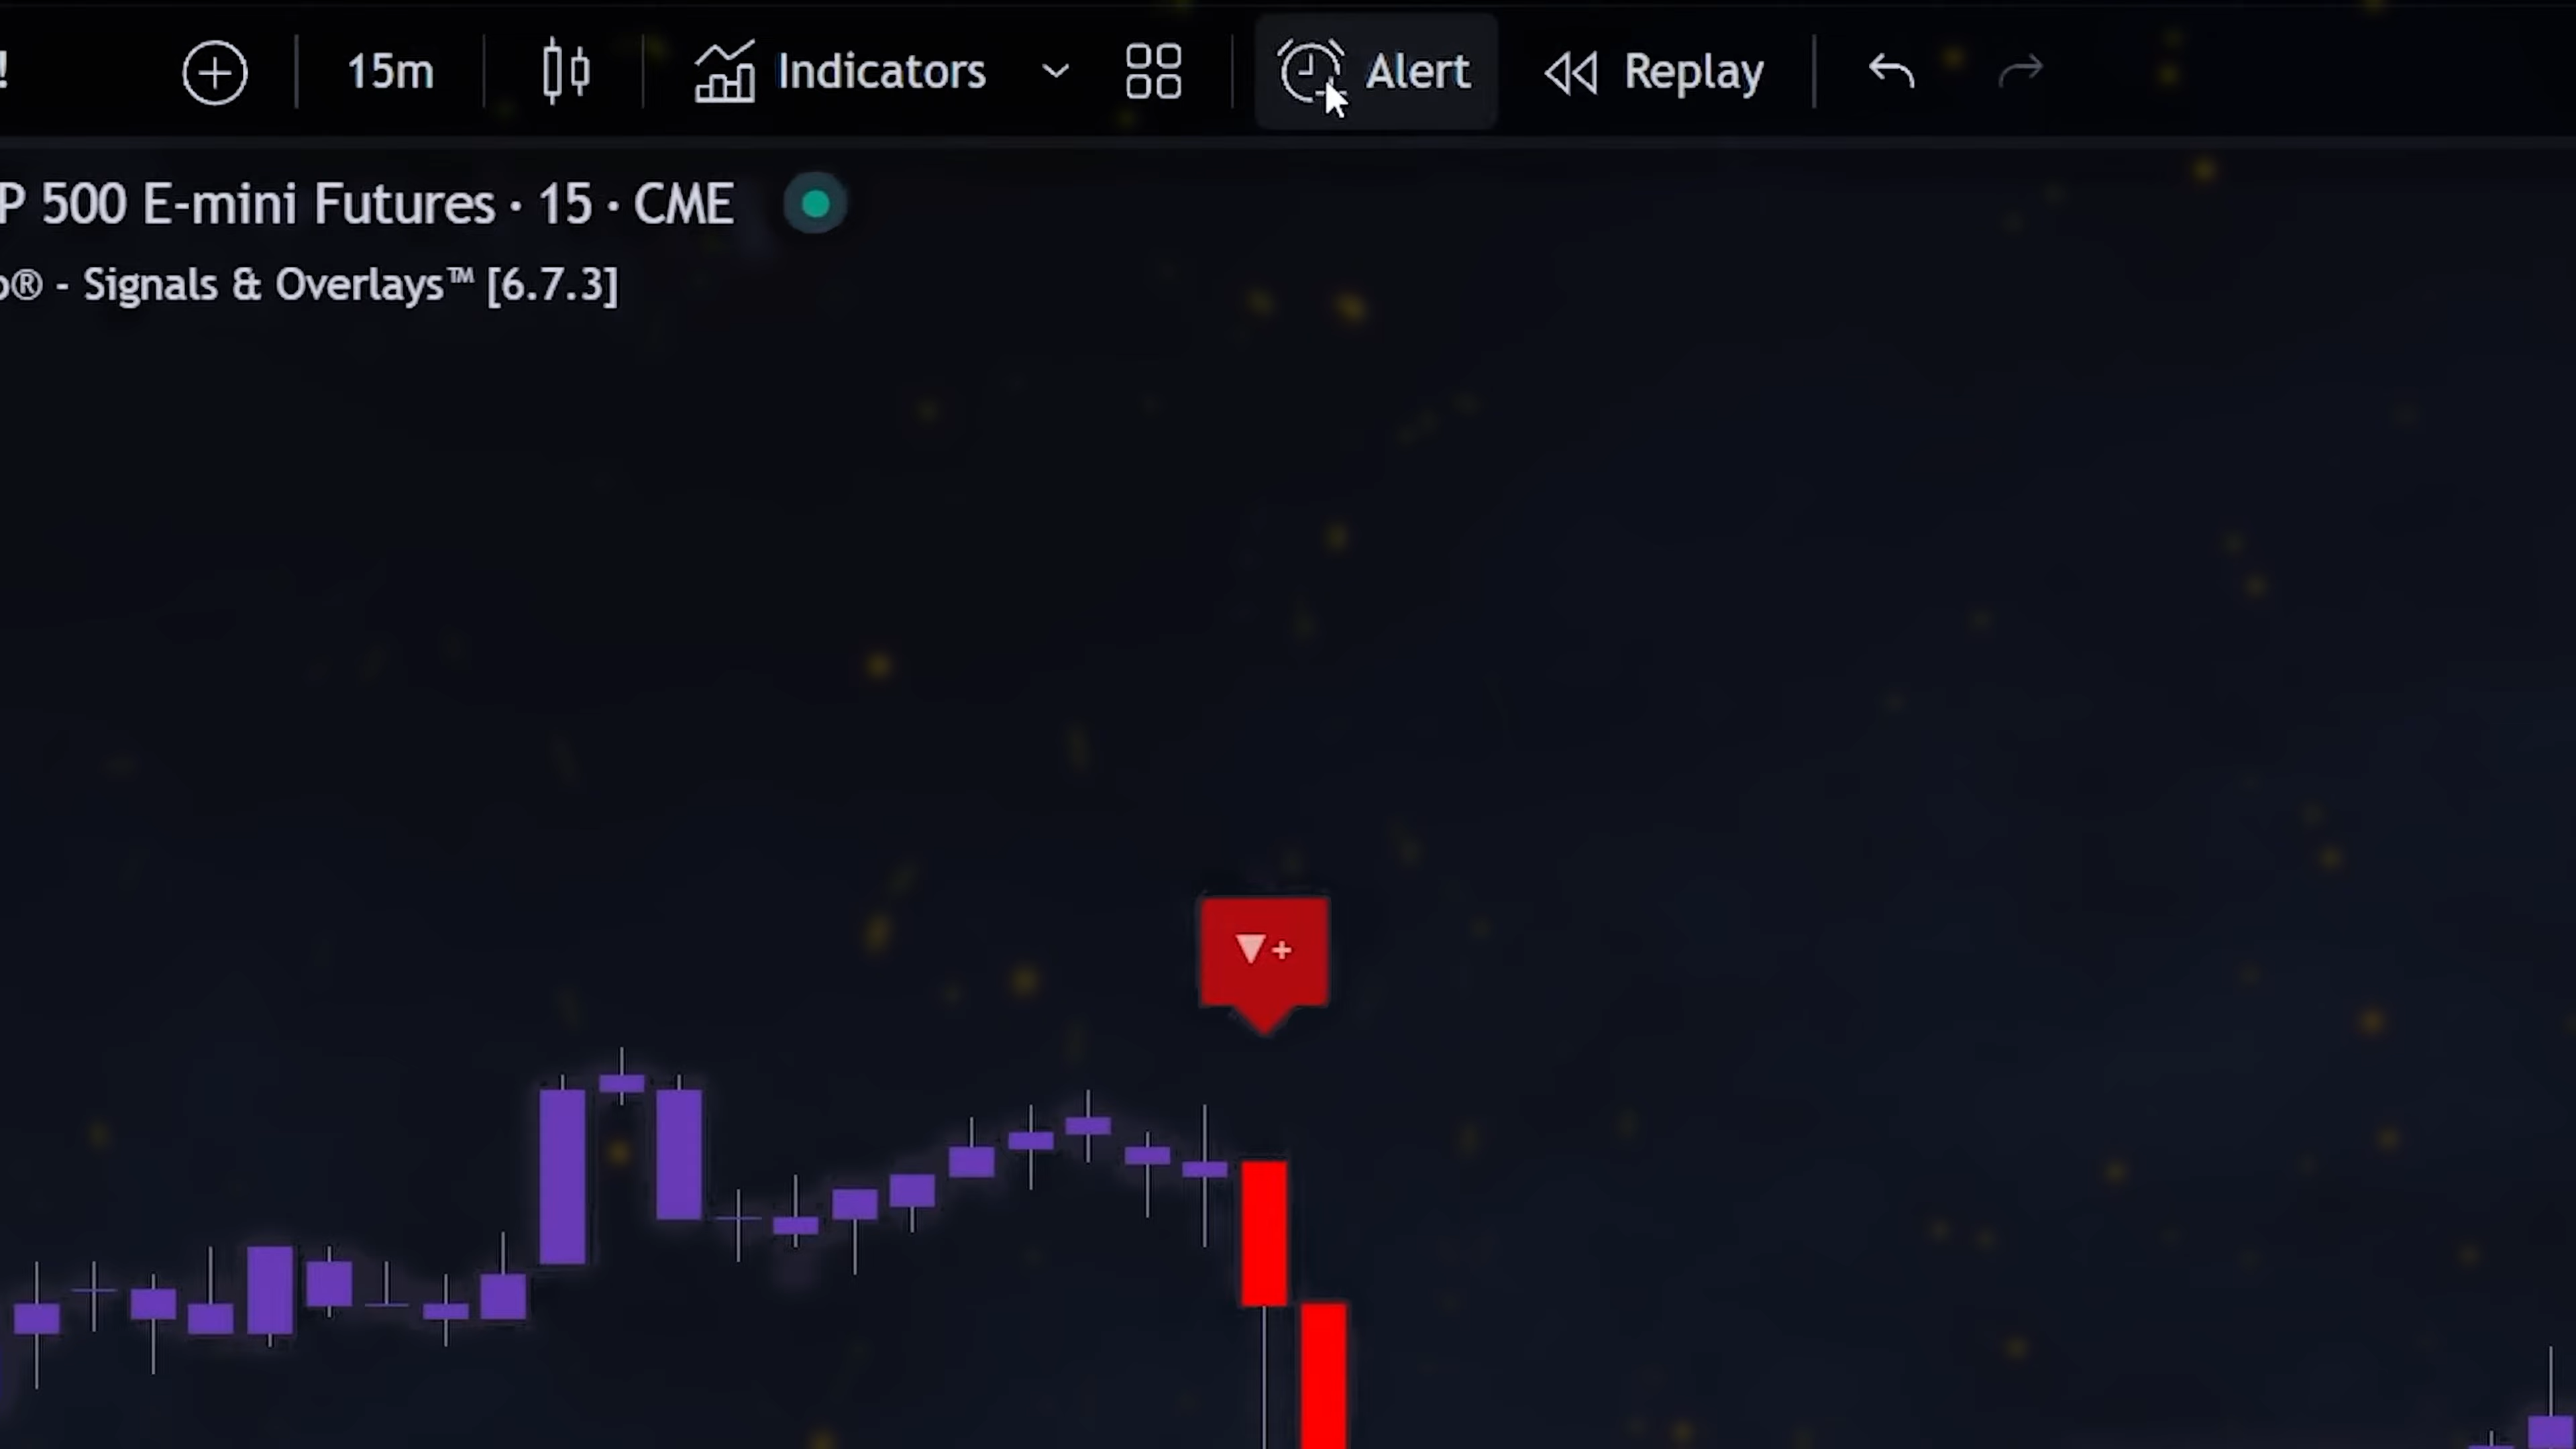 ! 15m Indicators Alert Replay
P 500 E-mini Futures · 15 · CME
o® - Signals & Overlays™ [6.7.3]
▼+